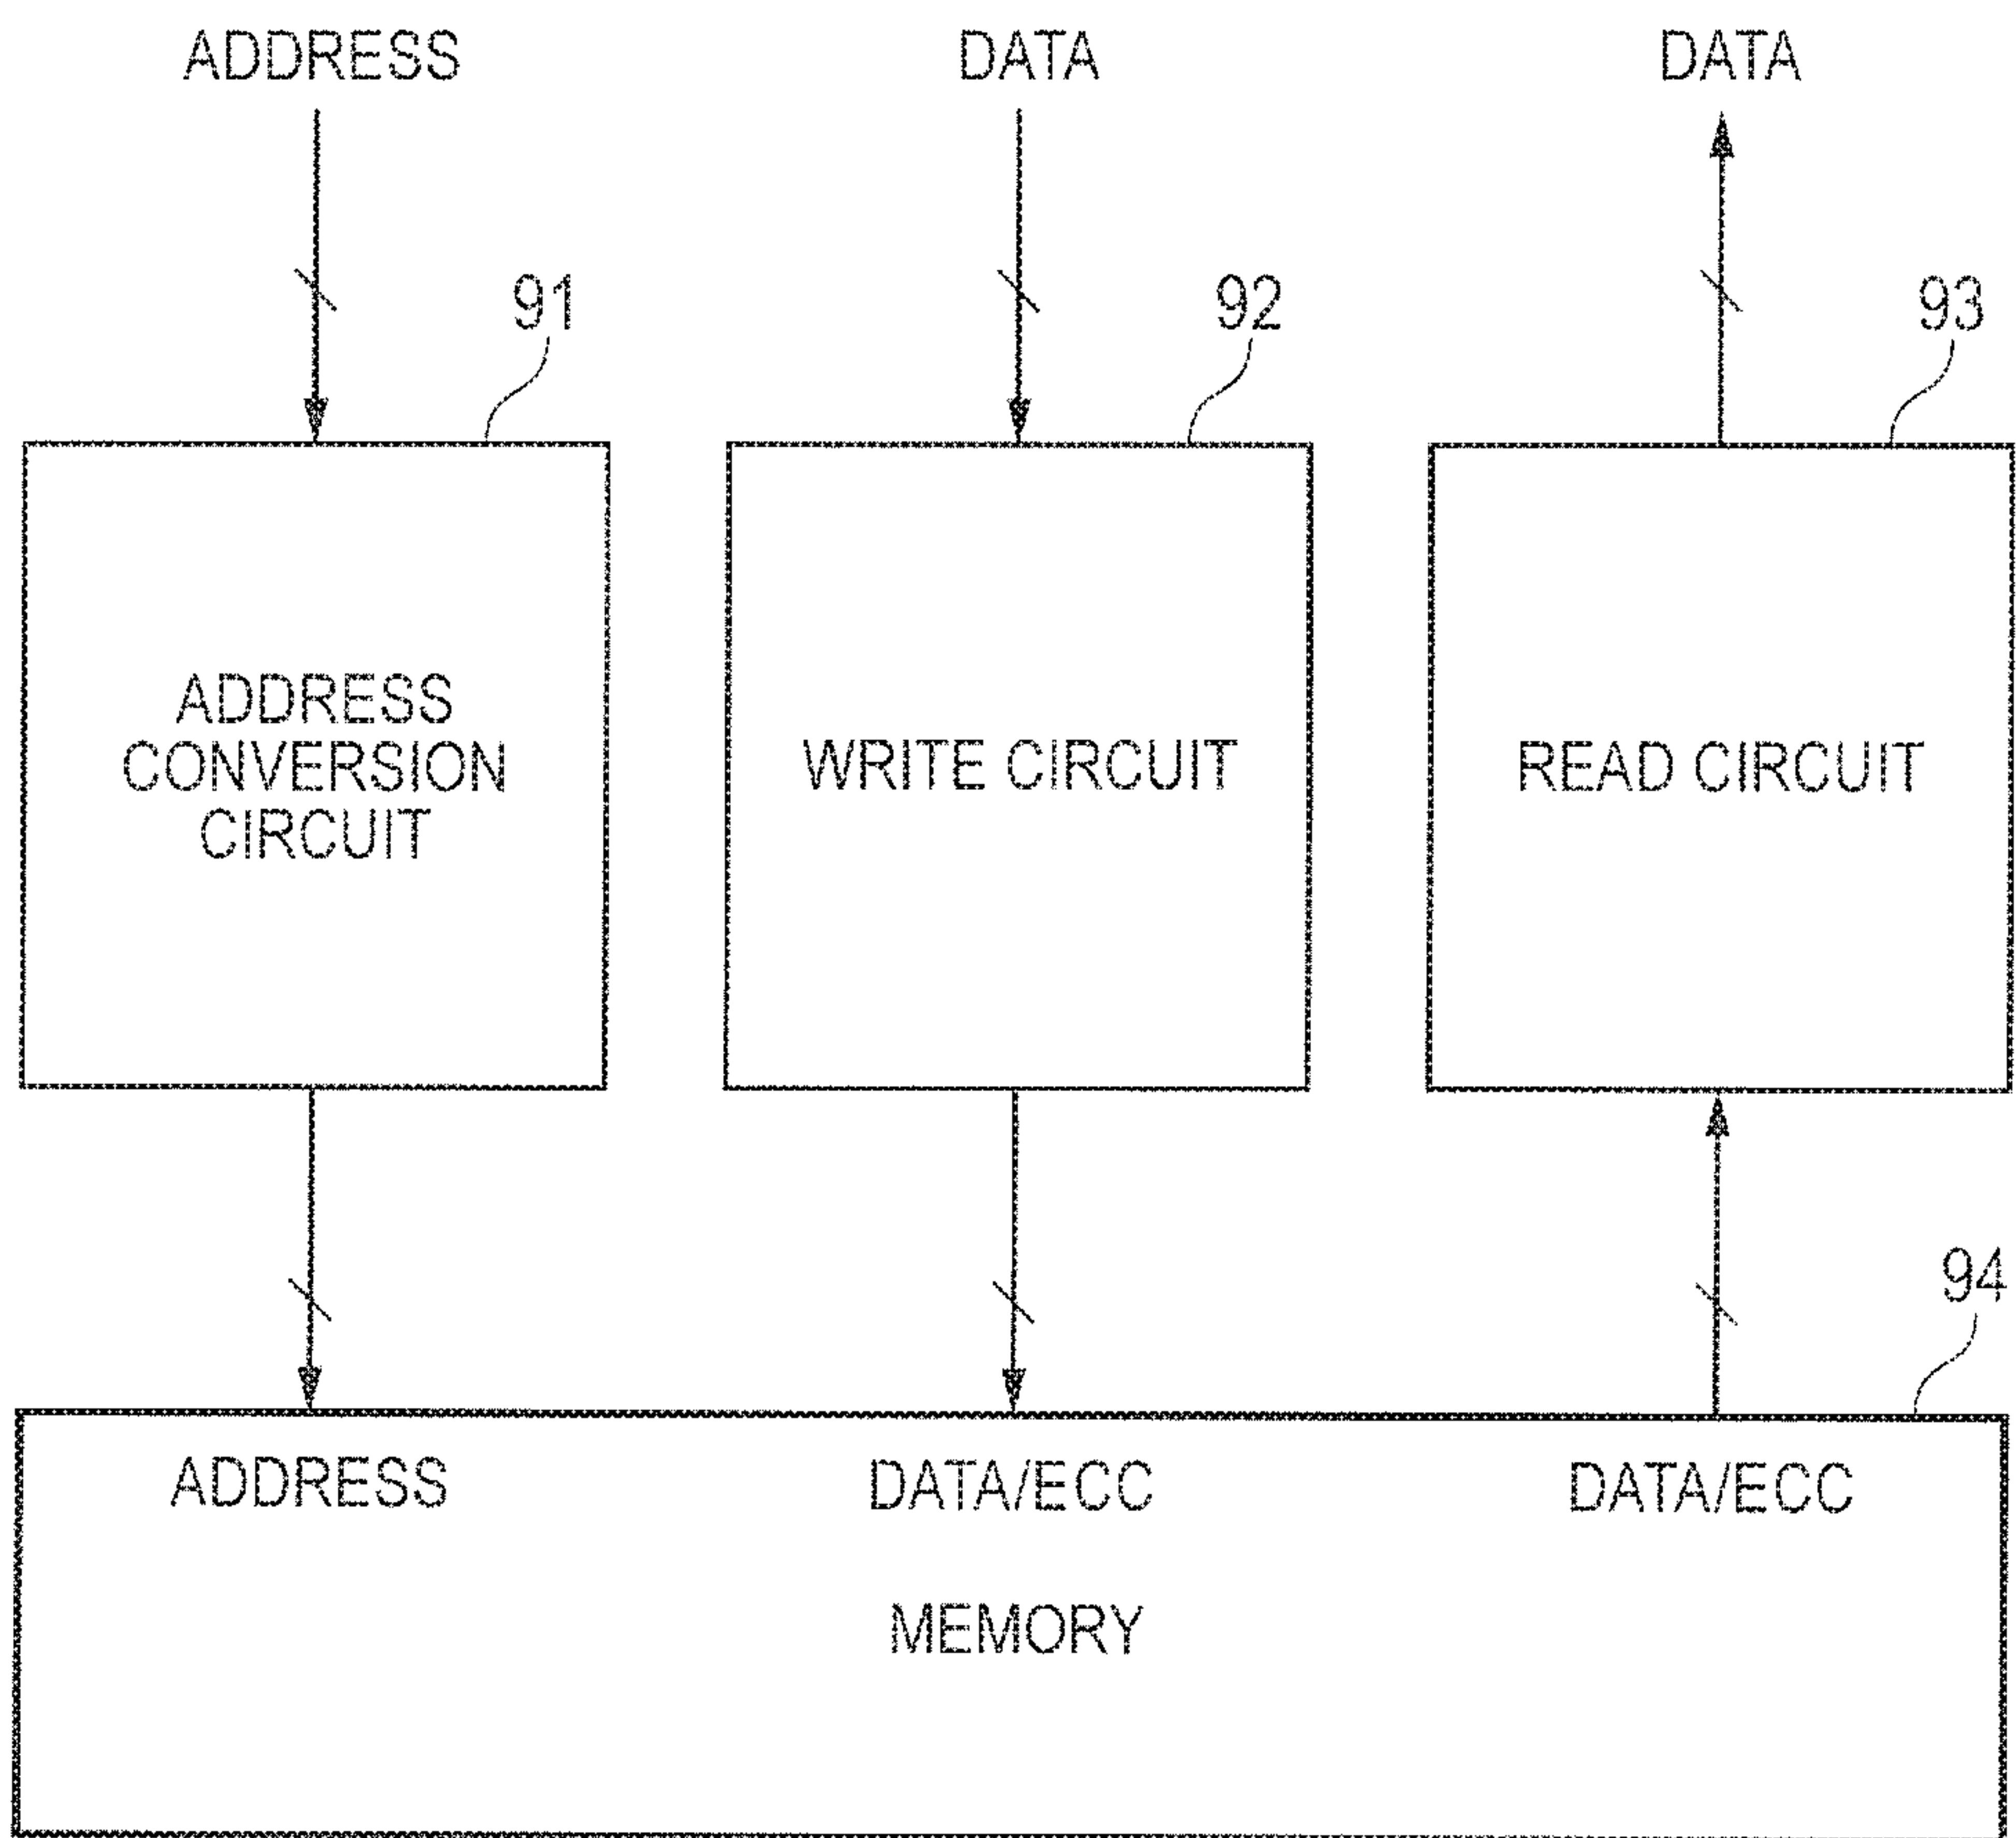 ADDRESS
DATA
DATA
91
92
93
ADDRESS
CONVERSION
CIRCUIT
WRITE CIRCUIT
READ CIRCUIT
94
ADDRESS
DATA/ECC
DATA/ECC
MEMORY